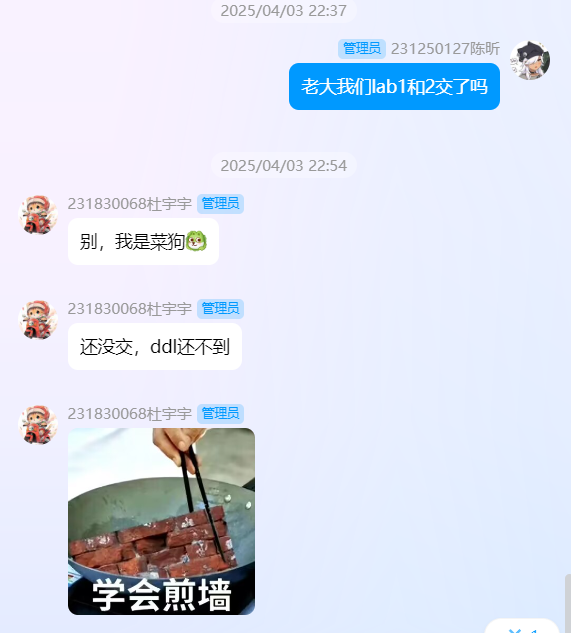 2025/04/03 22:37
管理员 231250127陈昕
老大我们lab1和2交了吗
2025/04/03 22:54
231830068杜宇宇 管理员
别，我是菜狗
231830068杜宇宇 管理员
还没交，ddl还不到
231830068杜宇宇 管理员
学会煎墙